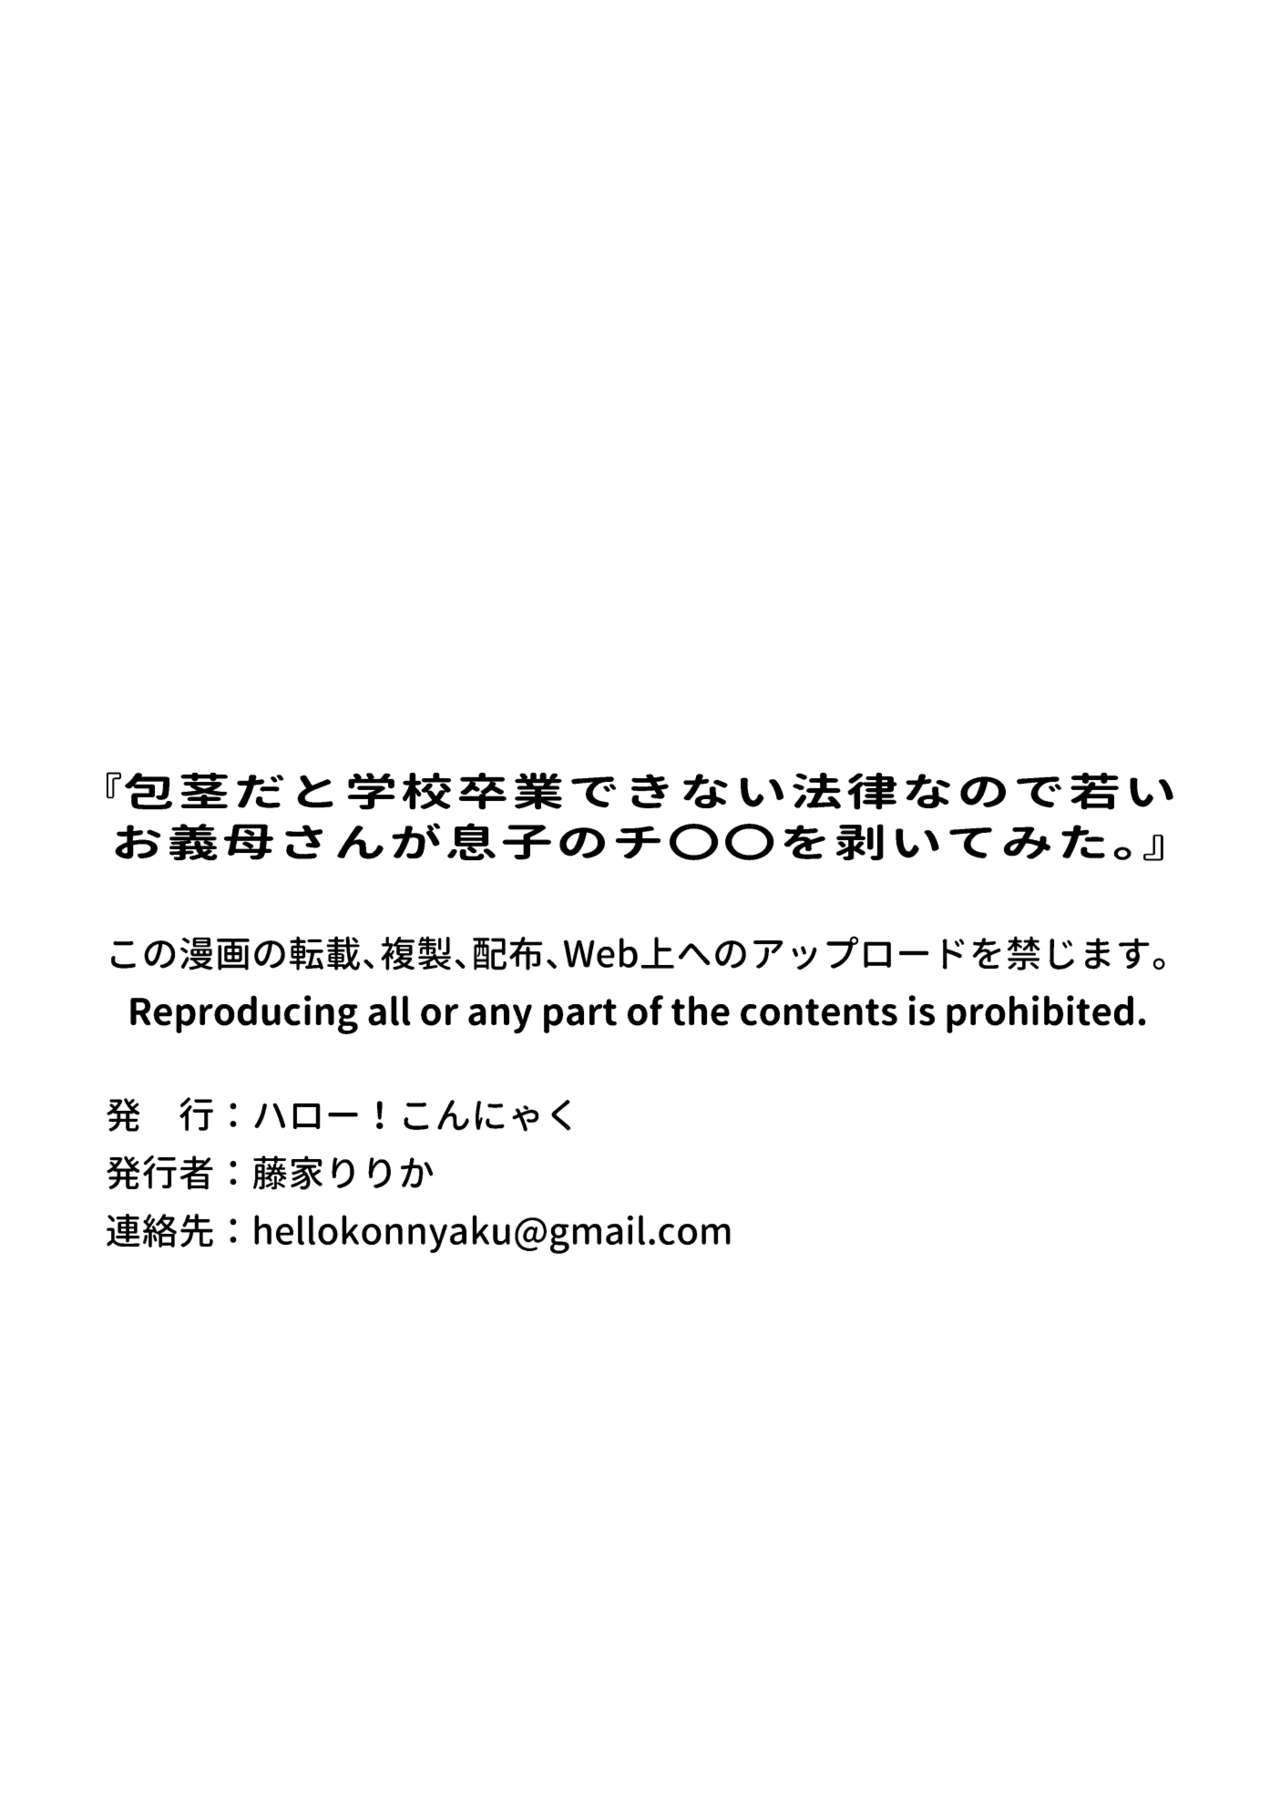 『包茎だと学校卒業できない法律なので若い
お義母さんが息子のチ〇〇を剥いてみた。』
この漫画の転載、複製、配布、Web上へのアップロードを禁じます。
Reproducing all or any part of the contents is prohibited.
発　行：ハロー！こんにゃく
発行者：藤家りりか
連絡先：hellokonnyaku@gmail.com